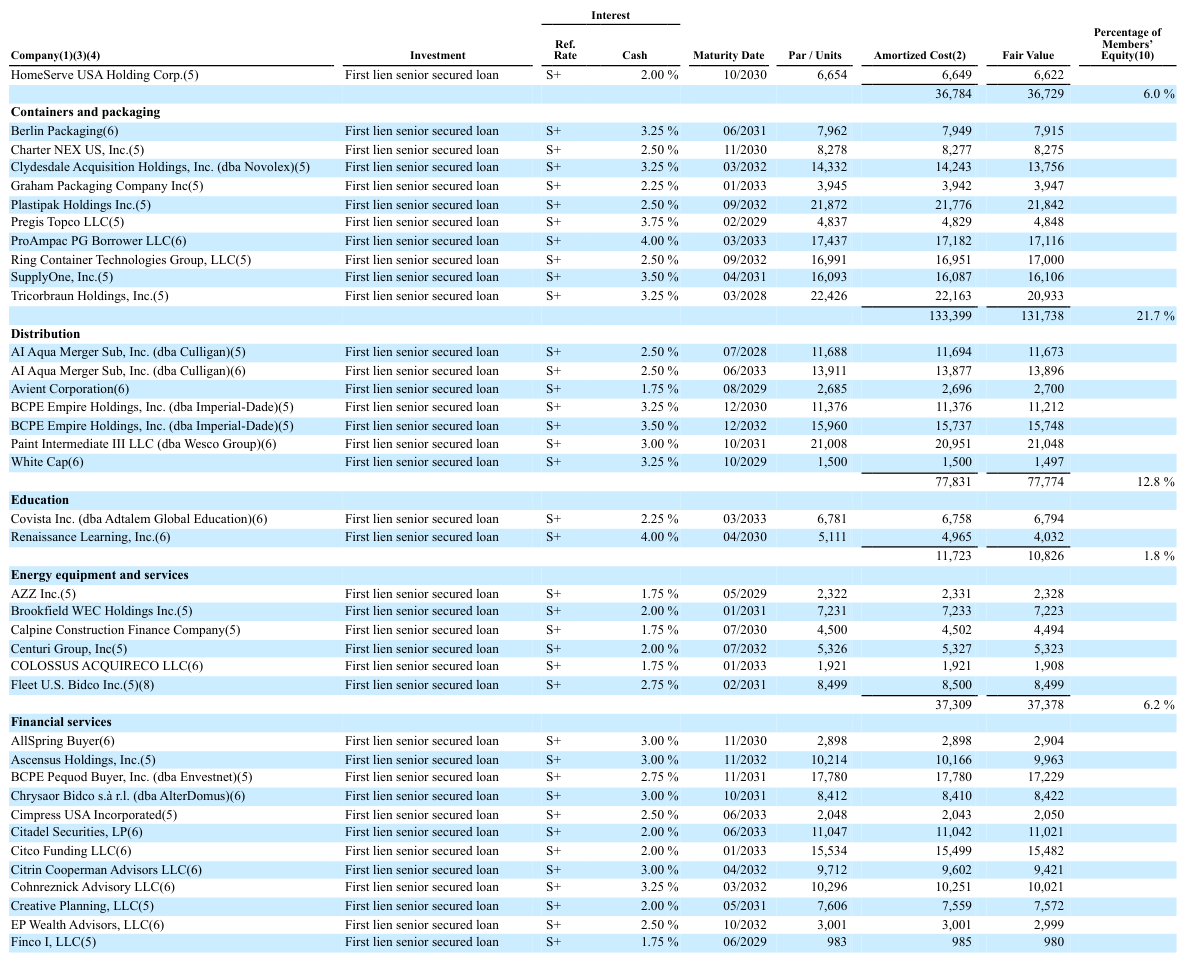 Interest
Company(1)(3)(4) Investment Ref. Rate Cash Maturity Date Par / Units Amortized Cost(2) Fair Value Percentage of Members' Equity(10)
HomeServe USA Holding Corp.(5) First lien senior secured loan S+ 2.00 % 10/2030 6,654 6,649 6,622
36,784 36,729 6.0 %
Containers and packaging
Berlin Packaging(6) First lien senior secured loan S+ 3.25 % 06/2031 7,962 7,949 7,915
Charter NEX US, Inc.(5) First lien senior secured loan S+ 2.50 % 11/2030 8,278 8,277 8,275
Clydesdale Acquisition Holdings, Inc. (dba Novolex)(5) First lien senior secured loan S+ 3.25 % 03/2032 14,332 14,243 13,756
Graham Packaging Company Inc(5) First lien senior secured loan S+ 2.25 % 01/2033 3,945 3,942 3,947
Plastipak Holdings Inc.(5) First lien senior secured loan S+ 2.50 % 09/2032 21,872 21,776 21,842
Pregis Topco LLC(5) First lien senior secured loan S+ 3.75 % 02/2029 4,837 4,829 4,848
ProAmpac PG Borrower LLC(6) First lien senior secured loan S+ 4.00 % 03/2033 17,437 17,182 17,116
Ring Container Technologies Group, LLC(5) First lien senior secured loan S+ 2.50 % 09/2032 16,991 16,951 17,000
SupplyOne, Inc.(5) First lien senior secured loan S+ 3.50 % 04/2031 16,093 16,087 16,106
Tricorbraun Holdings, Inc.(5) First lien senior secured loan S+ 3.25 % 03/2028 22,426 22,163 20,933
133,399 131,738 21.7 %
Distribution
AI Aqua Merger Sub, Inc. (dba Culligan)(5) First lien senior secured loan S+ 2.50 % 07/2028 11,688 11,694 11,673
AI Aqua Merger Sub, Inc. (dba Culligan)(6) First lien senior secured loan S+ 2.50 % 06/2033 13,911 13,877 13,896
Avient Corporation(6) First lien senior secured loan S+ 1.75 % 08/2029 2,685 2,696 2,700
BCPE Empire Holdings, Inc. (dba Imperial-Dade)(5) First lien senior secured loan S+ 3.25 % 12/2030 11,376 11,376 11,212
BCPE Empire Holdings, Inc. (dba Imperial-Dade)(5) First lien senior secured loan S+ 3.50 % 12/2032 15,960 15,737 15,748
Paint Intermediate III LLC (dba Wesco Group)(6) First lien senior secured loan S+ 3.00 % 10/2031 21,008 20,951 21,048
White Cap(6) First lien senior secured loan S+ 3.25 % 10/2029 1,500 1,500 1,497
77,831 77,774 12.8 %
Education
Covista Inc. (dba Adtalem Global Education)(6) First lien senior secured loan S+ 2.25 % 03/2033 6,781 6,758 6,794
Renaissance Learning, Inc.(6) First lien senior secured loan S+ 4.00 % 04/2030 5,111 4,965 4,032
11,723 10,826 1.8 %
Energy equipment and services
AZZ Inc.(5) First lien senior secured loan S+ 1.75 % 05/2029 2,322 2,331 2,328
Brookfield WEC Holdings Inc.(5) First lien senior secured loan S+ 2.00 % 01/2031 7,231 7,233 7,223
Calpine Construction Finance Company(5) First lien senior secured loan S+ 1.75 % 07/2030 4,500 4,502 4,494
Centuri Group, Inc(5) First lien senior secured loan S+ 2.00 % 07/2032 5,326 5,327 5,323
COLOSSUS ACQUIRECO LLC(6) First lien senior secured loan S+ 1.75 % 01/2033 1,921 1,921 1,908
Fleet U.S. Bidco Inc.(5)(8) First lien senior secured loan S+ 2.75 % 02/2031 8,499 8,500 8,499
37,309 37,378 6.2 %
Financial services
AllSpring Buyer(6) First lien senior secured loan S+ 3.00 % 11/2030 2,898 2,898 2,904
Ascensus Holdings, Inc.(5) First lien senior secured loan S+ 3.00 % 11/2032 10,214 10,166 9,963
BCPE Pequod Buyer, Inc. (dba Envestnet)(5) First lien senior secured loan S+ 2.75 % 11/2031 17,780 17,780 17,229
Chrysaor Bidco s.à r.l. (dba AlterDomus)(6) First lien senior secured loan S+ 3.00 % 10/2031 8,412 8,410 8,422
Cimpress USA Incorporated(5) First lien senior secured loan S+ 2.50 % 06/2033 2,048 2,043 2,050
Citadel Securities, LP(6) First lien senior secured loan S+ 2.00 % 06/2033 11,047 11,042 11,021
Citco Funding LLC(6) First lien senior secured loan S+ 2.00 % 01/2033 15,534 15,499 15,482
Citrin Cooperman Advisors LLC(6) First lien senior secured loan S+ 3.00 % 04/2032 9,712 9,602 9,421
Cohnreznick Advisory LLC(6) First lien senior secured loan S+ 3.25 % 03/2032 10,296 10,251 10,021
Creative Planning, LLC(5) First lien senior secured loan S+ 2.00 % 05/2031 7,606 7,559 7,572
EP Wealth Advisors, LLC(6) First lien senior secured loan S+ 2.50 % 10/2032 3,001 3,001 2,999
Finco I, LLC(5) First lien senior secured loan S+ 1.75 % 06/2029 983 985 980